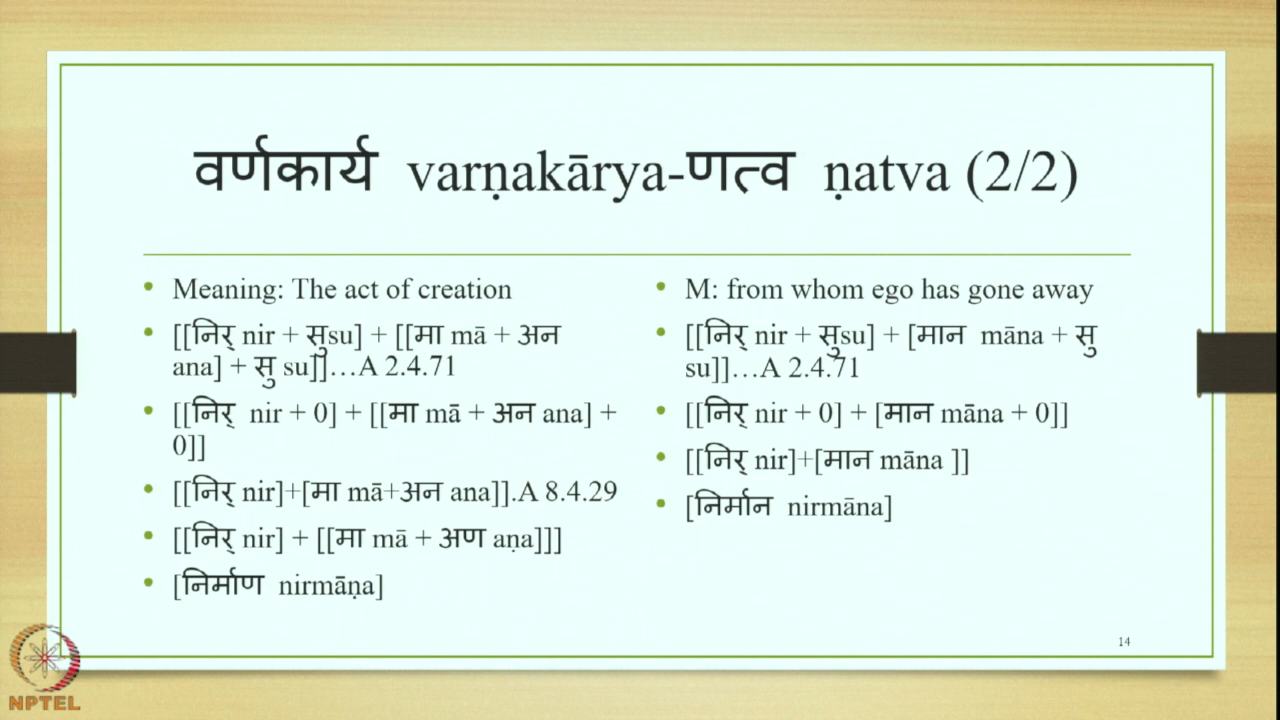 वर्णकार्य varṇakārya-णत्व ṇatva (2/2)
• Meaning: The act of creation
• [[निर् nir + सुsu] + [[मा mā + अन
ana] + सु su]]…A 2.4.71
• [[निर् nir + 0] + [[मा mā + अन ana] +
0]]
• [[निर् nir]+[मा mā+अन ana]].A 8.4.29
• [[निर् nir] + [[मा mā + अण aṇa]]]
• [निर्माण nirmāṇa]
• M: from whom ego has gone away
• [[निर् nir + सुsu] + [मान māna + सु
su]]…A 2.4.71
• [[निर् nir + 0] + [मान māna + 0]]
• [[निर् nir]+[मान māna ]]
• [निर्मान nirmāna]
14
NPTEL